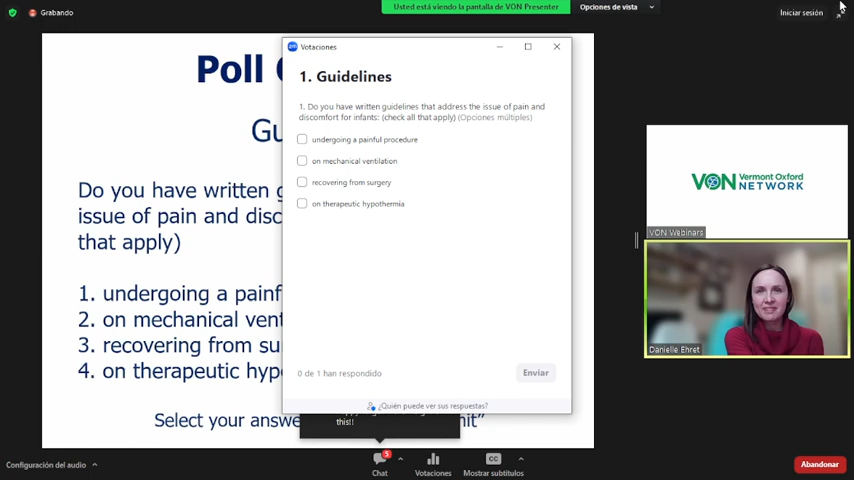 Grabando
Usted está viendo la pantalla de VON Presenter
Opciones de vista
Iniciar sesión
Poll
Gu
Do you have written g
issue of pain and disc
that apply)
1. undergoing a painf
2. on mechanical vent
3. recovering from su
4. on therapeutic hypo
Select your answe
it”
Votaciones
1. Guidelines
1. Do you have written guidelines that address the issue of pain and
discomfort for infants: (check all that apply) (Opciones múltiples)
undergoing a painful procedure
on mechanical ventilation
recovering from surgery
on therapeutic hypothermia
0 de 1 han respondido
Enviar
¿Quién puede ver sus respuestas?
this!!
VON Vermont Oxford
NETWORK
VON Webinars
Danielle Ehret
Configuración del audio
5
Chat
Votaciones
CC
Mostrar subtítulos
Abandonar